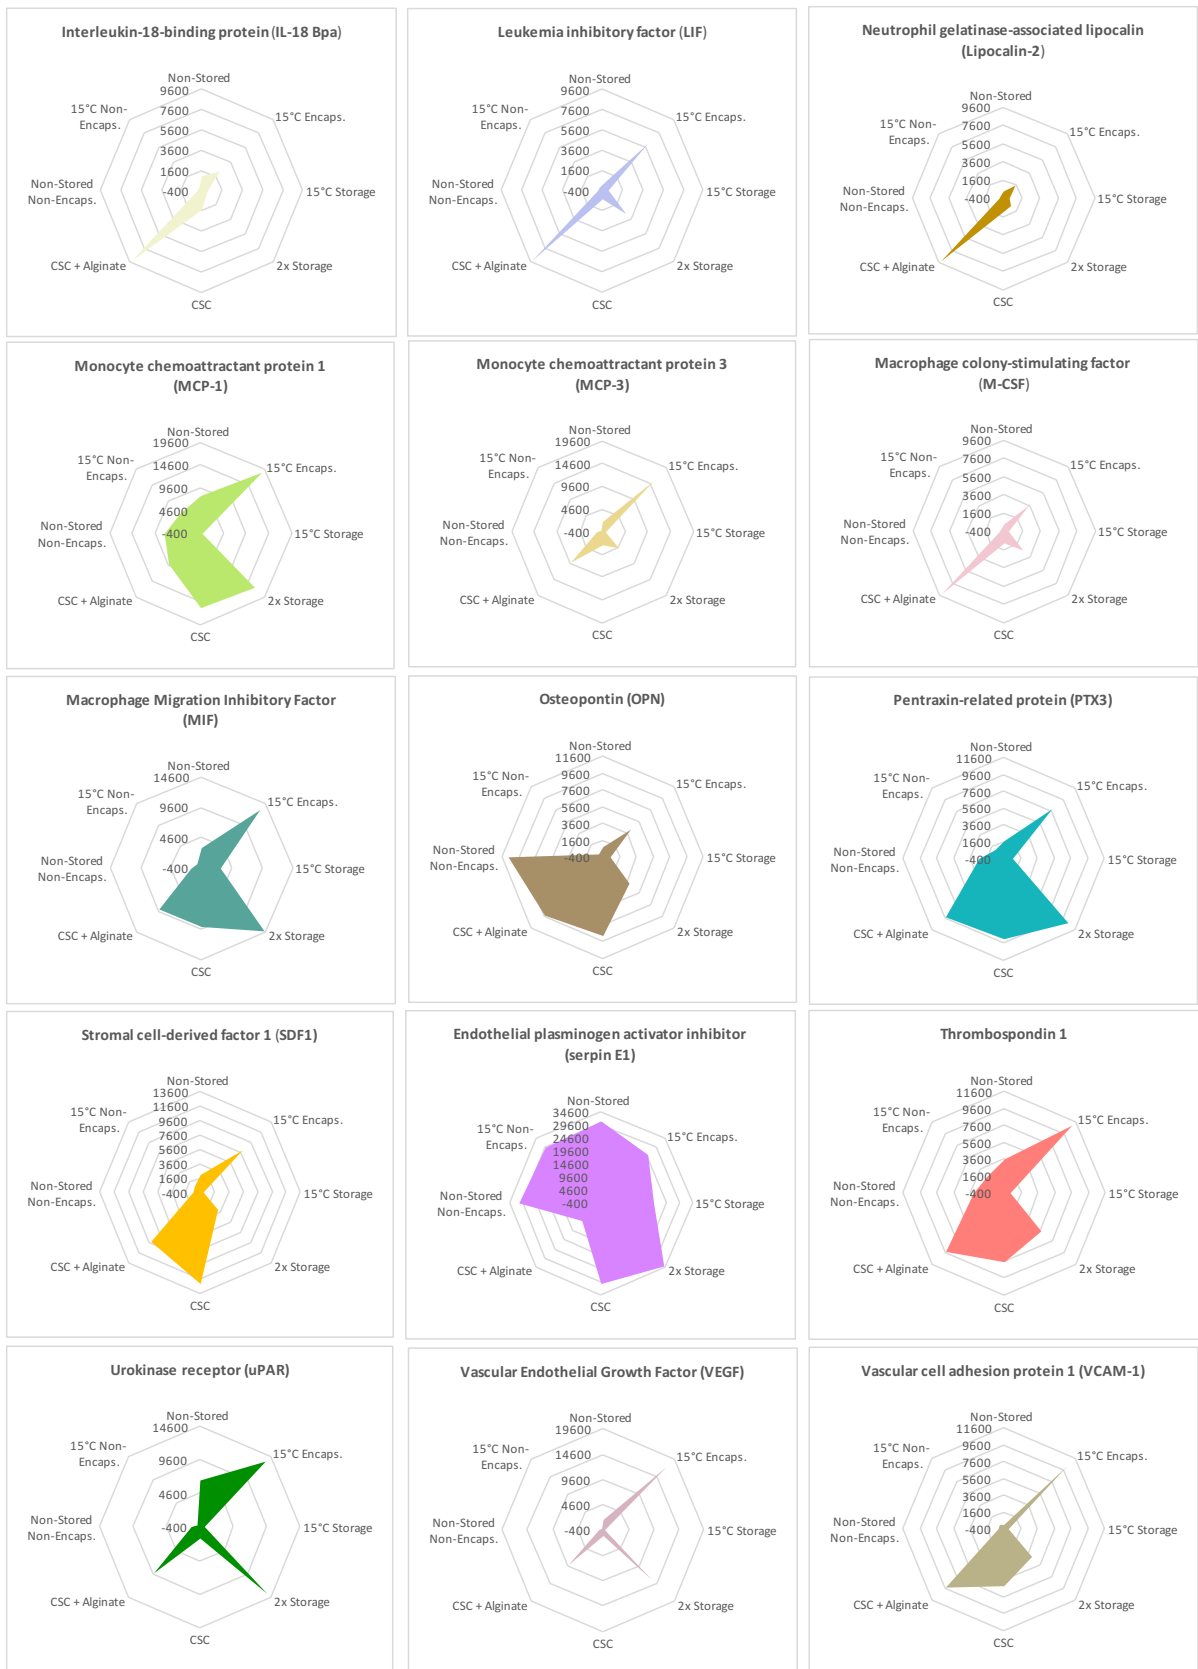 Interleukin-18-binding protein (IL-18 Bpa)
Non-Stored
9600
7600
5600
3600
1600
-400
15°C Encaps.
15°C Storage
2x Storage
CSC
CSC + Alginate
Non-Stored
Non-Encaps.
15°C Non-
Encaps.
Leukemia inhibitory factor (LIF)
Non-Stored
9600
7600
5600
3600
1600
-400
15°C Encaps.
15°C Storage
2x Storage
CSC
CSC + Alginate
Non-Stored
Non-Encaps.
15°C Non-
Encaps.
Neutrophil gelatinase-associated lipocalin
(Lipocalin-2)
Non-Stored
9600
7600
5600
3600
1600
-400
15°C Encaps.
15°C Storage
2x Storage
CSC
CSC + Alginate
Non-Stored
Non-Encaps.
15°C Non-
Encaps.
Monocyte chemoattractant protein 1
(MCP-1)
Non-Stored
19600
14600
9600
4600
-400
15°C Encaps.
15°C Storage
2x Storage
CSC
CSC + Alginate
Non-Stored
Non-Encaps.
15°C Non-
Encaps.
Monocyte chemoattractant protein 3
(MCP-3)
Non-Stored
19600
14600
9600
4600
-400
15°C Encaps.
15°C Storage
2x Storage
CSC
CSC + Alginate
Non-Stored
Non-Encaps.
15°C Non-
Encaps.
Macrophage colony-stimulating factor
(M-CSF)
Non-Stored
9600
7600
5600
3600
1600
-400
15°C Encaps.
15°C Storage
2x Storage
CSC
CSC + Alginate
Non-Stored
Non-Encaps.
15°C Non-
Encaps.
Macrophage Migration Inhibitory Factor
(MIF)
Non-Stored
14600
9600
4600
-400
15°C Encaps.
15°C Storage
2x Storage
CSC
CSC + Alginate
Non-Stored
Non-Encaps.
15°C Non-
Encaps.
Osteopontin (OPN)
Non-Stored
11600
9600
7600
5600
3600
1600
-400
15°C Encaps.
15°C Storage
2x Storage
CSC
CSC + Alginate
Non-Stored
Non-Encaps.
15°C Non-
Encaps.
Pentraxin-related protein (PTX3)
Non-Stored
11600
9600
7600
5600
3600
1600
-400
15°C Encaps.
15°C Storage
2x Storage
CSC
CSC + Alginate
Non-Stored
Non-Encaps.
15°C Non-
Encaps.
Stromal cell-derived factor 1 (SDF1)
Non-Stored
13600
11600
9600
7600
5600
3600
1600
-400
15°C Encaps.
15°C Storage
2x Storage
CSC
CSC + Alginate
Non-Stored
Non-Encaps.
15°C Non-
Encaps.
Endothelial plasminogen activator inhibitor
(serpin E1)
Non-Stored
34600
29600
24600
19600
14600
9600
4600
-400
15°C Encaps.
15°C Storage
2x Storage
CSC
CSC + Alginate
Non-Stored
Non-Encaps.
15°C Non-
Encaps.
Thrombospondin 1
Non-Stored
11600
9600
7600
5600
3600
1600
-400
15°C Encaps.
15°C Storage
2x Storage
CSC
CSC + Alginate
Non-Stored
Non-Encaps.
15°C Non-
Encaps.
Urokinase receptor (uPAR)
Non-Stored
14600
9600
4600
-400
15°C Encaps.
15°C Storage
2x Storage
CSC
CSC + Alginate
Non-Stored
Non-Encaps.
15°C Non-
Encaps.
Vascular Endothelial Growth Factor (VEGF)
Non-Stored
19600
14600
9600
4600
-400
15°C Encaps.
15°C Storage
2x Storage
CSC
CSC + Alginate
Non-Stored
Non-Encaps.
15°C Non-
Encaps.
Vascular cell adhesion protein 1 (VCAM-1)
Non-Stored
11600
9600
7600
5600
3600
1600
-400
15°C Encaps.
15°C Storage
2x Storage
CSC
CSC + Alginate
Non-Stored
Non-Encaps.
15°C Non-
Encaps.